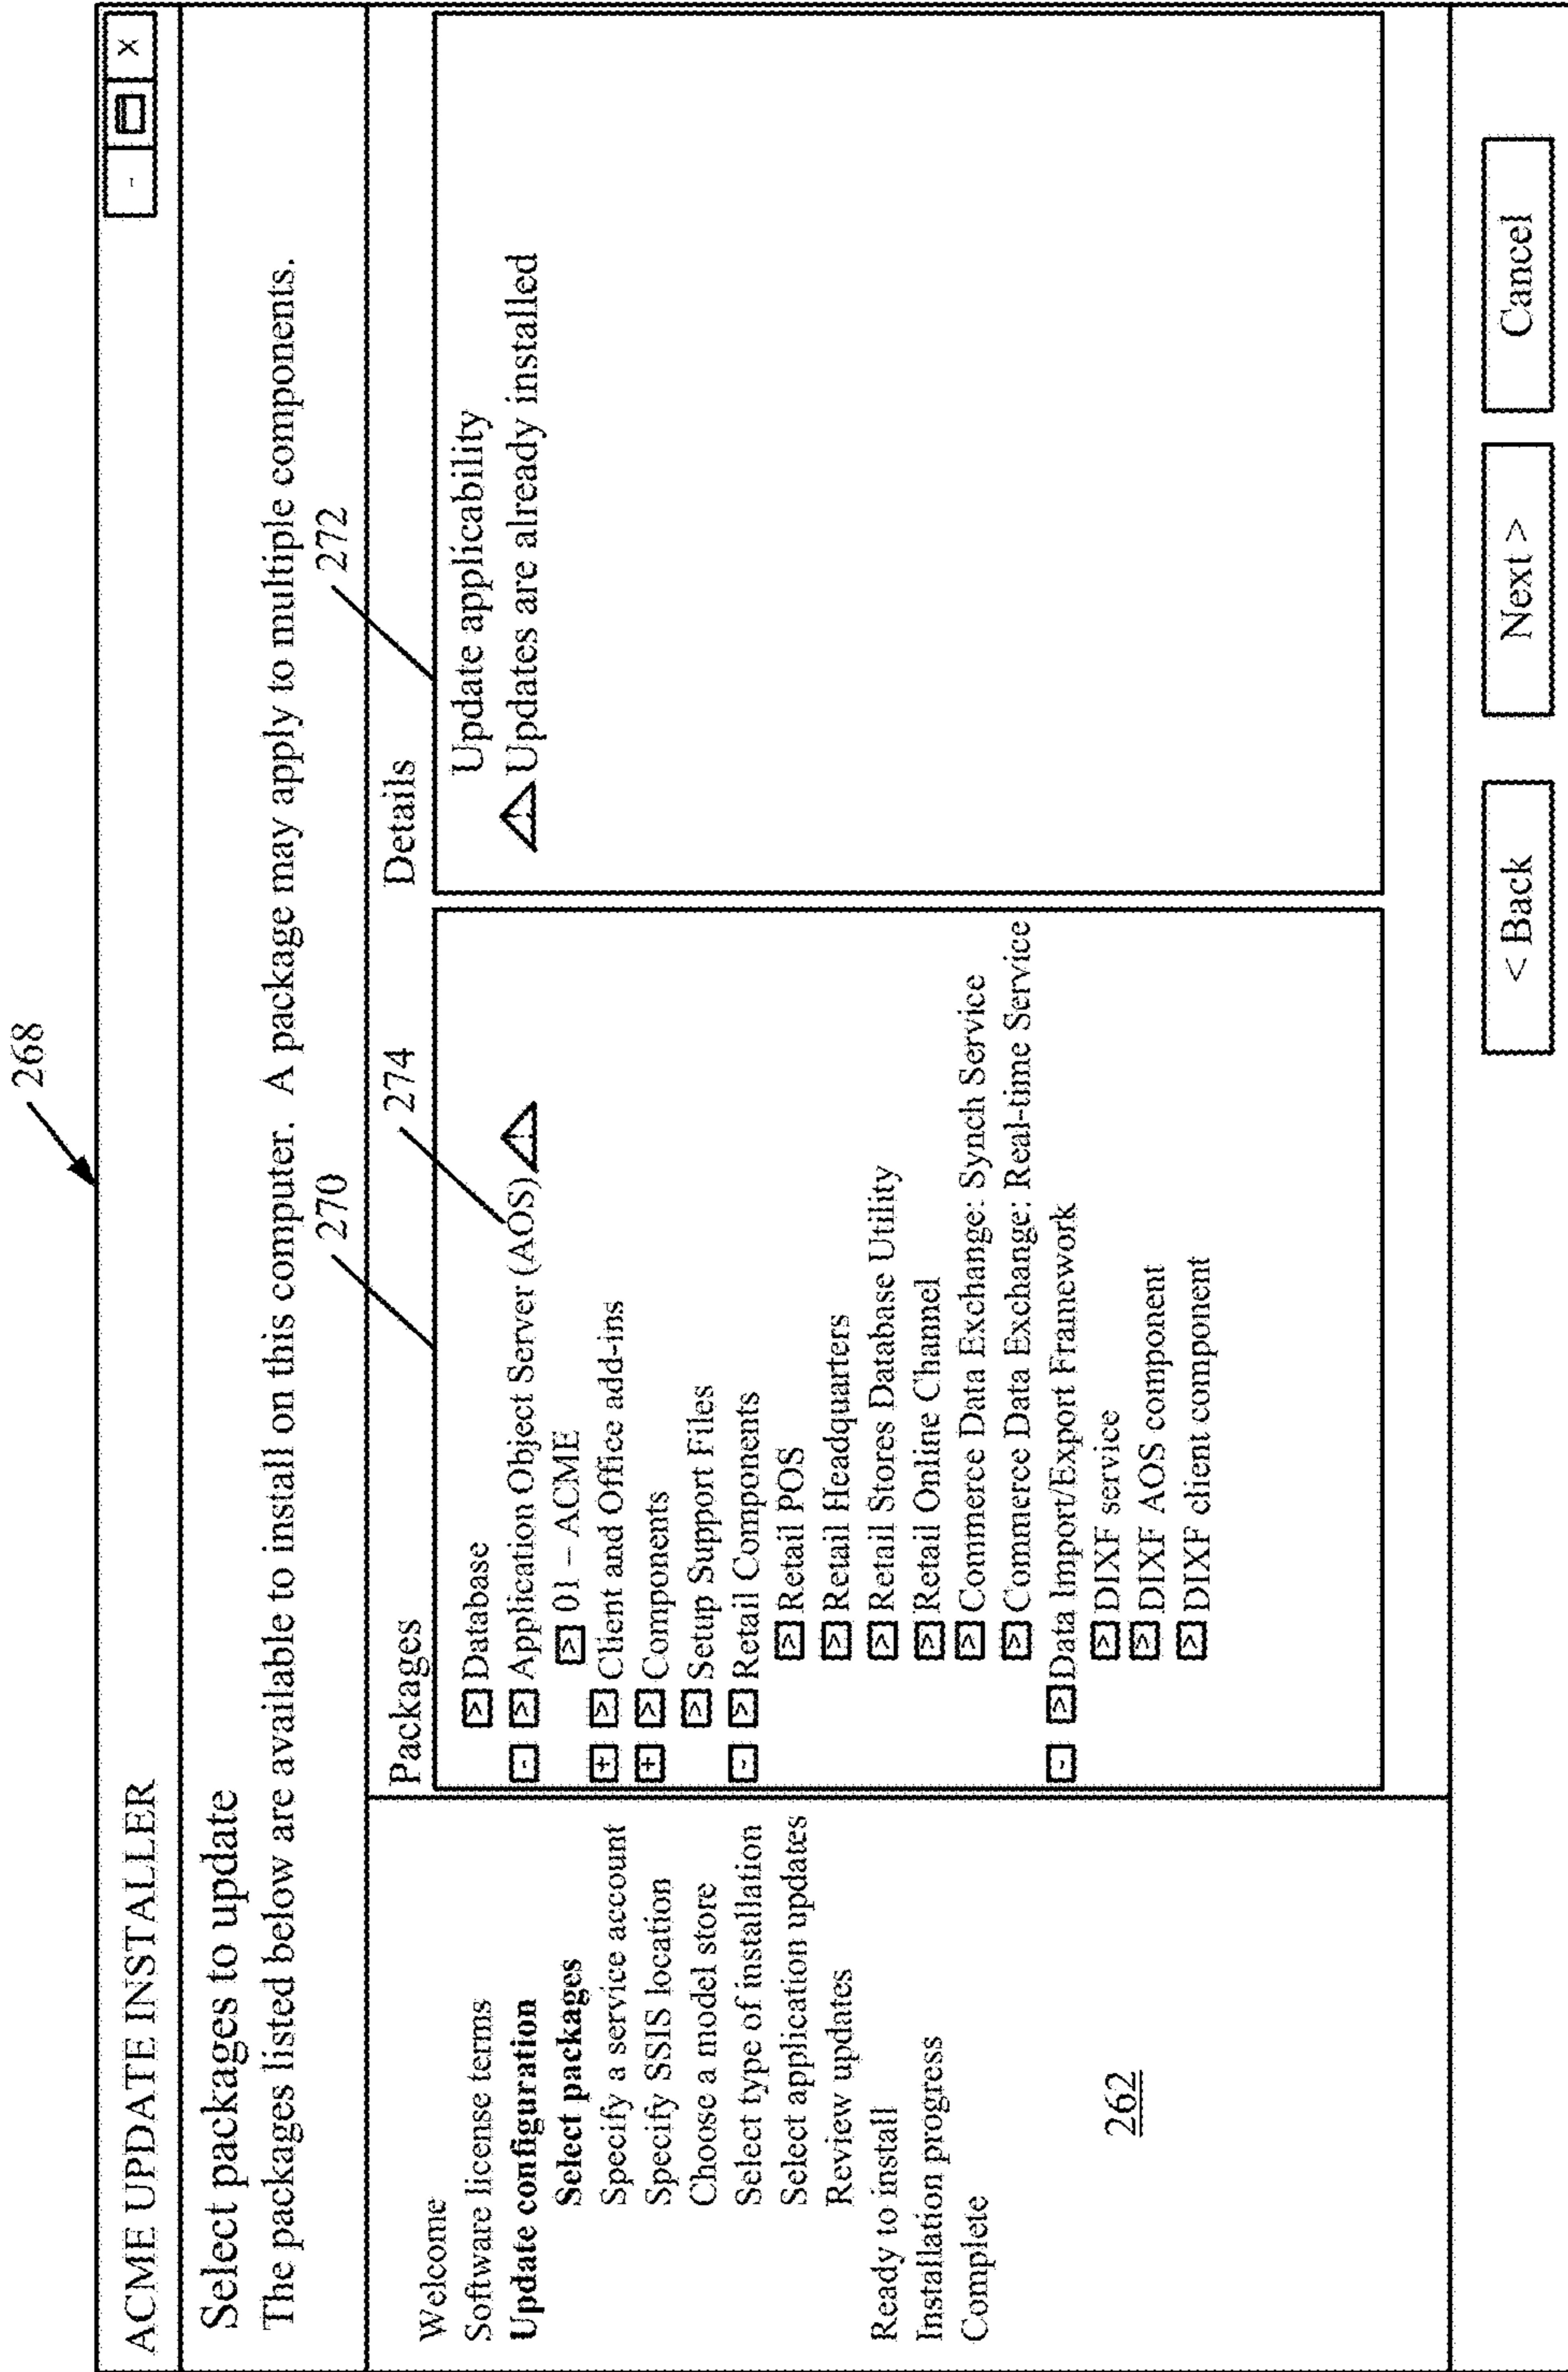 268
ACME UPDATE INSTALLER
- X
Select packages to update
The packages listed below are available to install on this computer. A package may apply to multiple components.
Welcome
Software license terms
Update configuration
Select packages
Specify a service account
Specify SSIS location
Choose a model store
Select type of installation
Select application updates
Review updates
Ready to install
Installation progress
Complete
262
Packages
270
274
- > Database
- > Application Object Server (AOS) !
> 01 – ACME
+ > Client and Office add-ins
+ > Components
> Setup Support Files
- > Retail Components
> Retail POS
> Retail Headquarters
> Retail Stores Database Utility
> Retail Online Channel
> Commerce Data Exchange: Synch Service
> Commerce Data Exchange: Real-time Service
- > Data Import/Export Framework
> DIXF service
> DIXF AOS component
> DIXF client component
Details
272
Update applicability
! Updates are already installed
< Back
Next >
Cancel